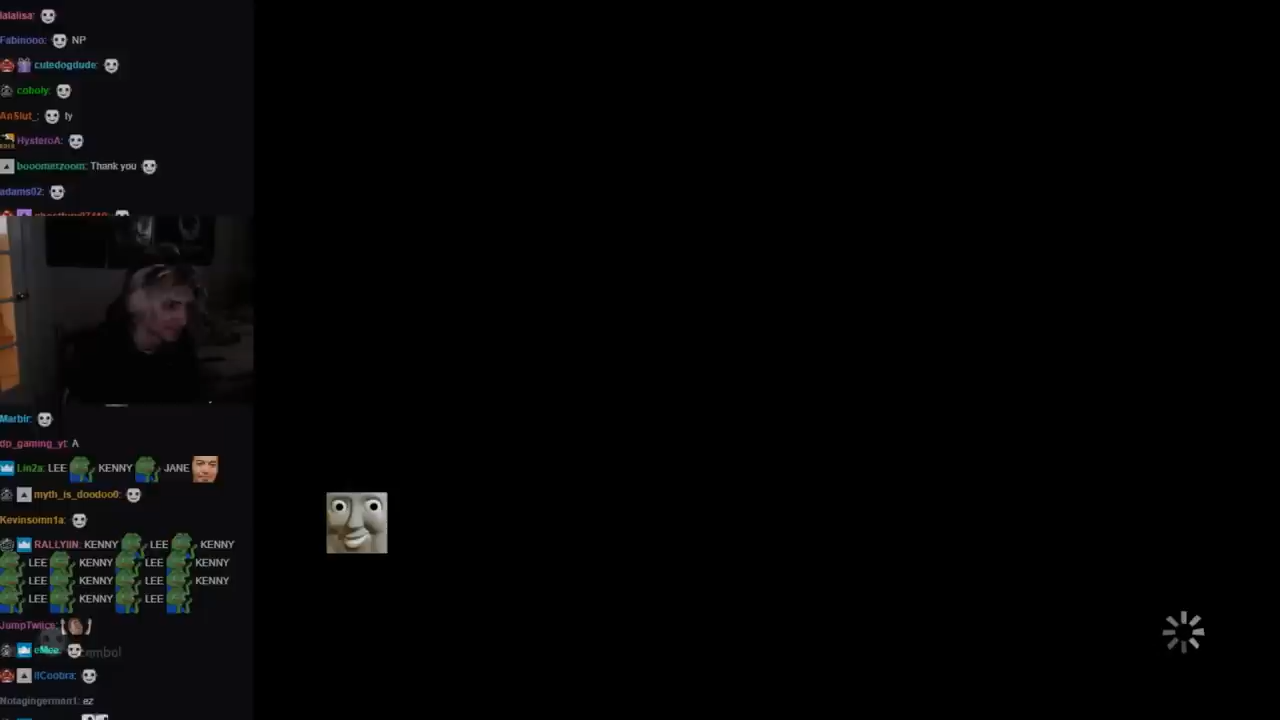 lalalisa:
Fabinooo: NP
cutedogdude:
coboly:
An5lut_: ty
HysteroA:
booomerzoom: Thank you
adams02:
Marbir:
dp_gaming_yt: A
Lin2a: LEE KENNY JANE
myth_is_doodoo0:
Kevinsomn1a:
RALLYIIN: KENNY LEE KENNY
LEE KENNY LEE KENNY
LEE KENNY LEE KENNY
LEE KENNY LEE
JumpTwiice:
eMee:
IlCoobra:
Notagingerman1: ez